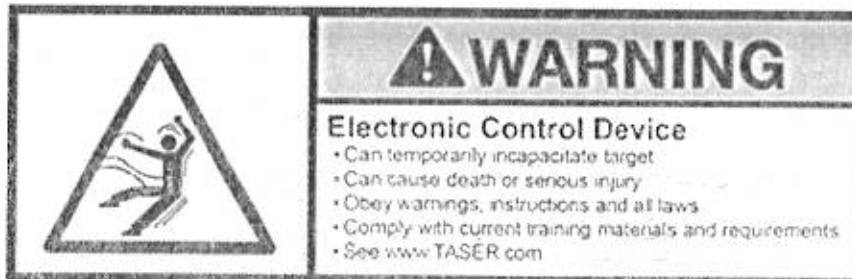 WARNING
Electronic Control Device
• Can temporarily incapacitate target
• Can cause death or serious injury
• Obey warnings, instructions and all laws
• Comply with current training materials and requirements
• See www.TASER.com